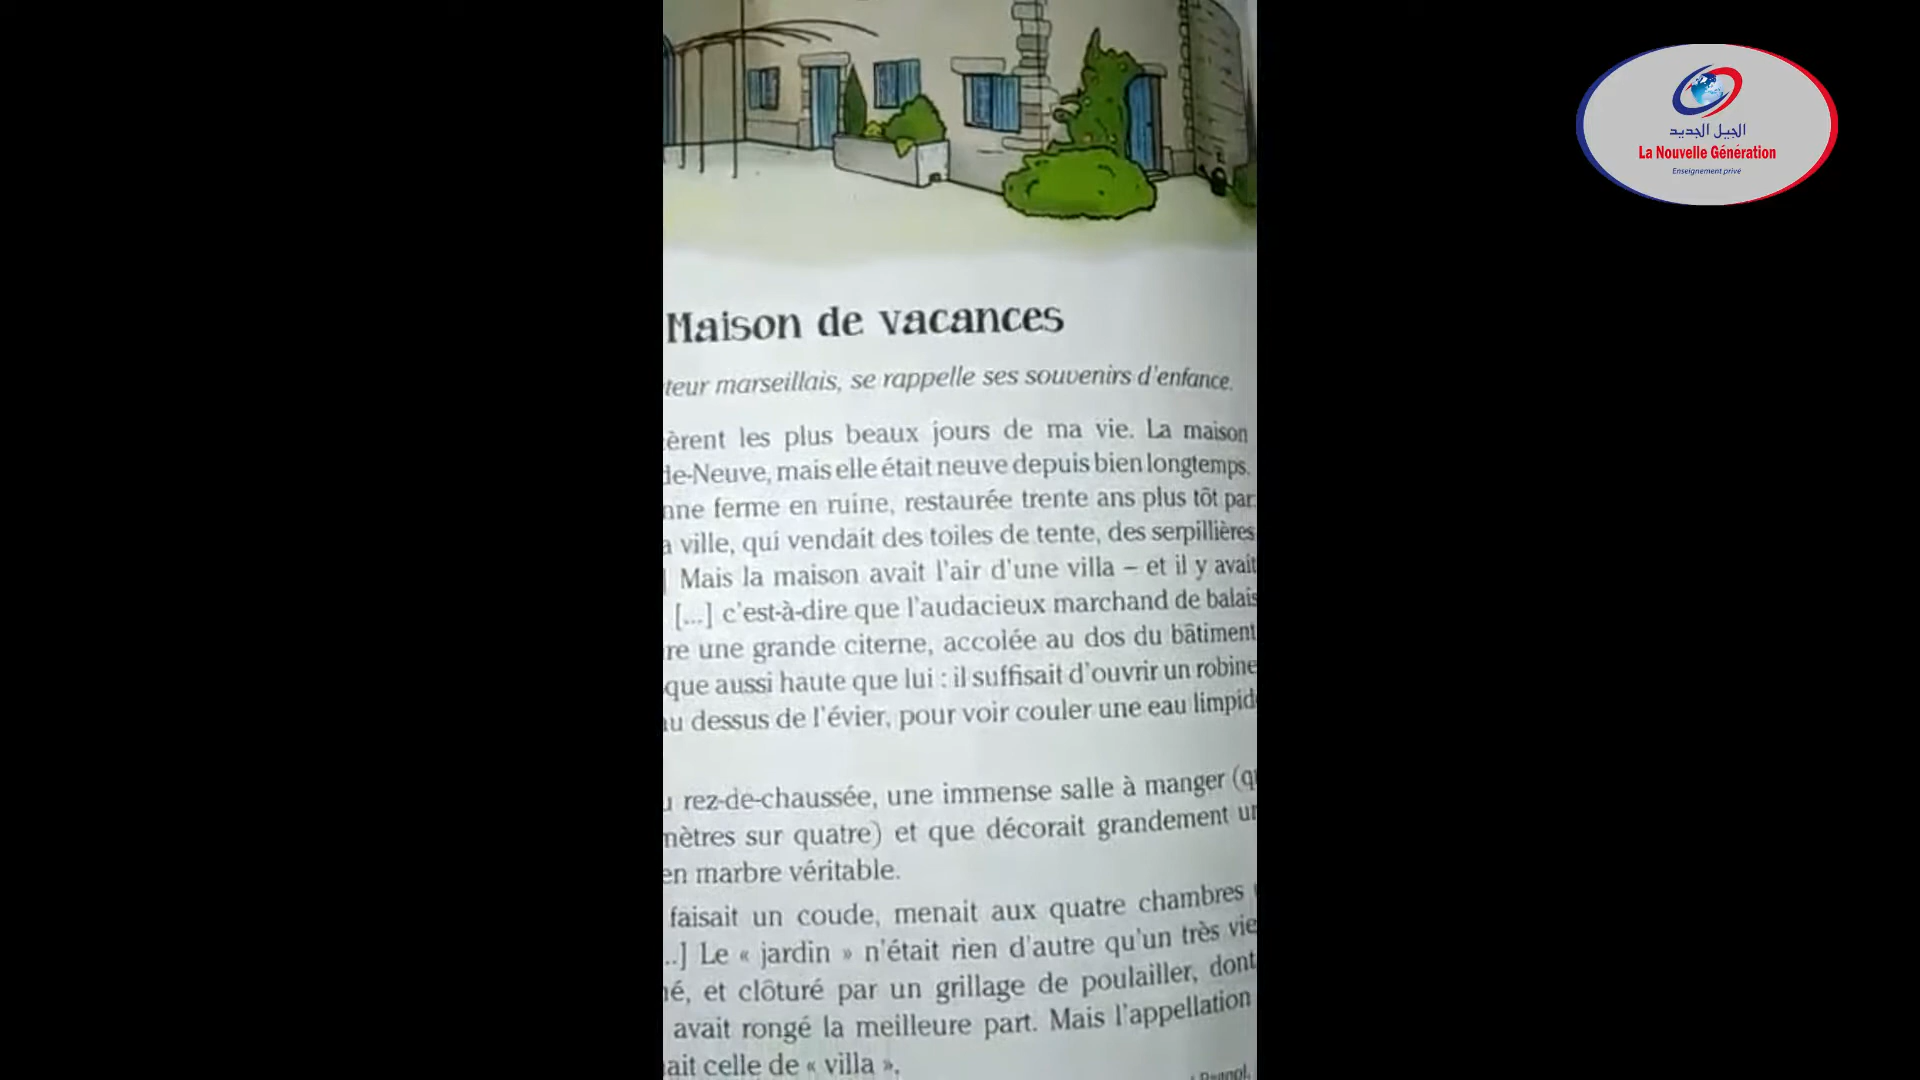 الجيل الجديد
La Nouvelle Génération
Enseignement privé
Maison de vacances
teur marseillais, se rappelle ses souvenirs d'enfance.
èrent les plus beaux jours de ma vie. La maison
de-Neuve, mais elle était neuve depuis bien longtemps.
nne ferme en ruine, restaurée trente ans plus tôt par
a ville, qui vendait des toiles de tente, des serpillières
Mais la maison avait l'air d'une villa – et il y avait
[...] c'est-à-dire que l'audacieux marchand de balais
re une grande citerne, accolée au dos du bâtiment
que aussi haute que lui : il suffisait d'ouvrir un robine
au dessus de l'évier, pour voir couler une eau limpid
rez-de-chaussée, une immense salle à manger (q
mètres sur quatre) et que décorait grandement un
en marbre véritable.
faisait un coude, menait aux quatre chambres
..] Le « jardin » n'était rien d'autre qu'un très vie
né, et clôturé par un grillage de poulailler, dont
avait rongé la meilleure part. Mais l'appellation
ait celle de « villa ».